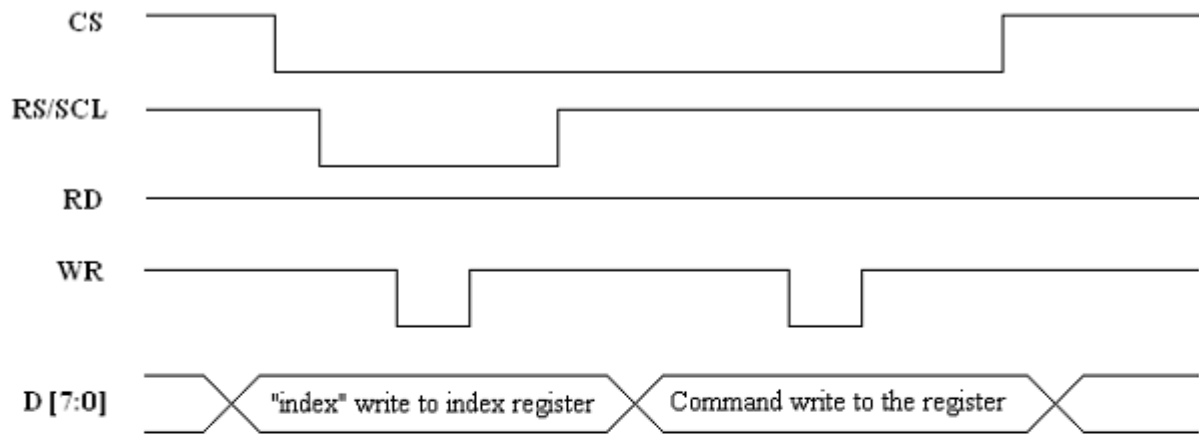 CS
RS/SCL
RD
WR
D [7:0]
"index" write to index register
Command write to the register